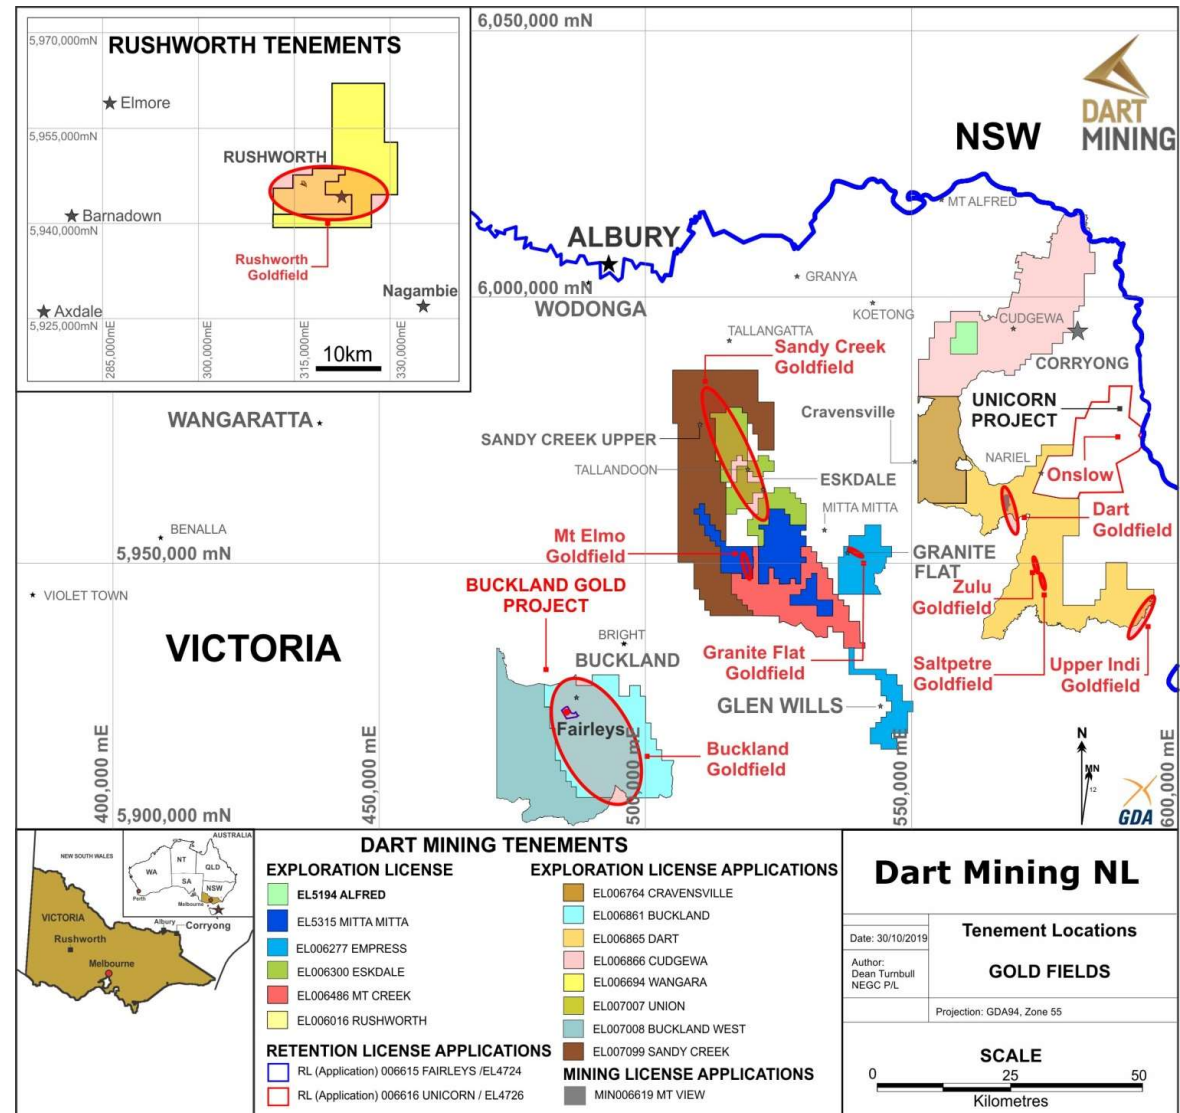 5,970,000mN
RUSHWORTH TENEMENTS
Elmore
5,955,000mN
RUSHWORTH
Barnadown
5,940,000mN
Rushworth
Goldfield
Nagambie
Axdale
5,925,000mN
285,000mE
300,000mE
315,000mE
330,000mE
10km
6,050,000 mN
DART
MINING
NSW
MT ALFRED
ALBURY
GRANYA
6,000,000 mN
WODONGA
KOETONG
CUDGEWA
TALLANGATTA
Sandy Creek
Goldfield
CORRYONG
UNICORN
PROJECT
WANGARATTA
Cravensville
SANDY CREEK UPPER
NARIEL
TALLANDOON
ESKDALE
Onslow
MITTA MITTA
Dart
Goldfield
BENALLA
Mt Elmo
Goldfield
5,950,000 mN
GRANITE
FLAT
Zulu
Goldfield
BUCKLAND GOLD
PROJECT
VIOLET TOWN
BRIGHT
VICTORIA
BUCKLAND
Granite Flat
Goldfield
Saltpetre
Goldfield
Upper Indi
Goldfield
GLEN WILLS
Fairleys
Buckland
Goldfield
N
MN
12
GDA
5,900,000 mN
400,000 mE
450,000 mE
500,000 mE
550,000 mE
600,000 mE
NEW SOUTH WALES
AUSTRALIA
NT
QLD
WA
SA
NSW
Perth
Melbourne
VICTORIA
Albury
Corryong
Rushworth
Melbourne
DART MINING TENEMENTS
EXPLORATION LICENSE
EL5194 ALFRED
EL5315 MITTA MITTA
EL006277 EMPRESS
EL006300 ESKDALE
EL006486 MT CREEK
EL006016 RUSHWORTH
RETENTION LICENSE APPLICATIONS
RL (Application) 006615 FAIRLEYS /EL4724
RL (Application) 006616 UNICORN / EL4726
EXPLORATION LICENSE APPLICATIONS
EL006764 CRAVENSVILLE
EL006861 BUCKLAND
EL006865 DART
EL006866 CUDGEWA
EL006694 WANGARA
EL007007 UNION
EL007008 BUCKLAND WEST
EL007099 SANDY CREEK
MINING LICENSE APPLICATIONS
MIN006619 MT VIEW
Dart Mining NL
Date: 30/10/2019
Tenement Locations
Author:
Dean Turnbull
NEGC P/L
GOLD FIELDS
Projection: GDA94, Zone 55
SCALE
0 25 50
Kilometres